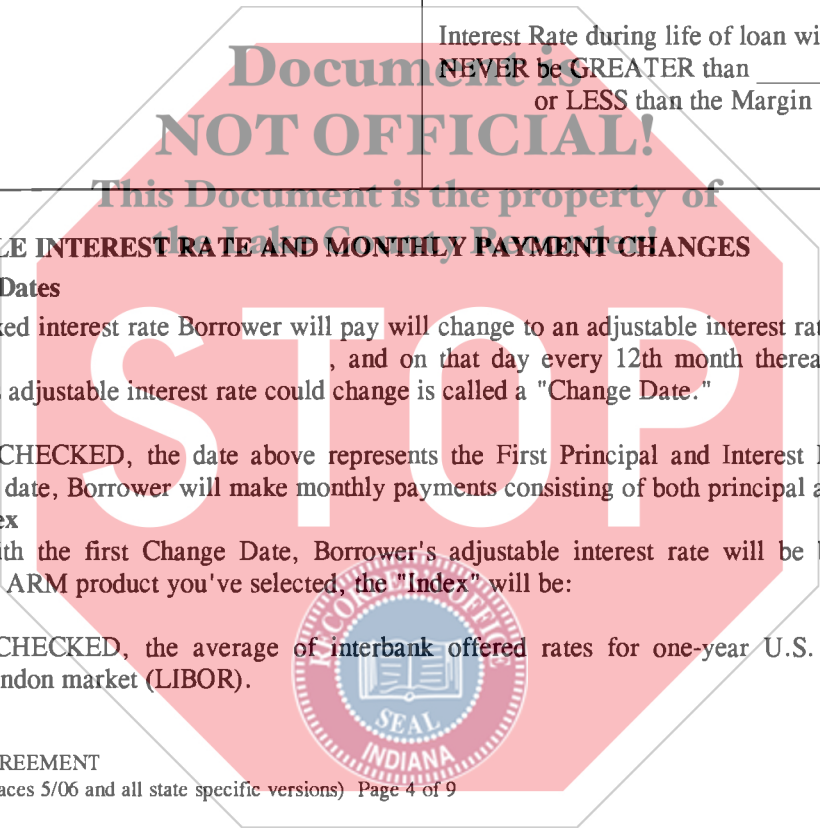 Interest Rate during life of loan wi
NEVER be GREATER than ______
or LESS than the Margin
Document is
NOT OFFICIAL!
This Document is the property of
the Lake County Recorder!
LE INTEREST RATE AND MONTHLY PAYMENT CHANGES
Dates
ked interest rate Borrower will pay will change to an adjustable interest rat
, and on that day every 12th month therea
s adjustable interest rate could change is called a "Change Date."
STOP
CHECKED, the date above represents the First Principal and Interest
date, Borrower will make monthly payments consisting of both principal a
ex
ith the first Change Date, Borrower's adjustable interest rate will be b
ARM product you've selected, the "Index" will be:
CHECKED, the average of interbank offered rates for one-year U.S.
ndon market (LIBOR).
RECORDER'S OFFICE
SEAL
INDIANA
REEMENT
aces 5/06 and all state specific versions) Page 4 of 9